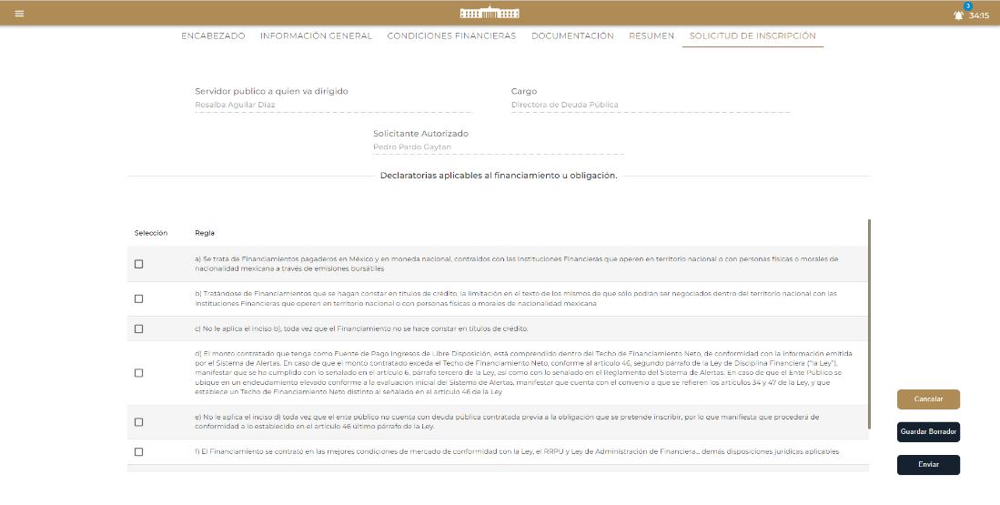 3
34:15
ENCABEZADO INFORMACIÓN GENERAL CONDICIONES FINANCIERAS DOCUMENTACIÓN RESUMEN SOLICITUD DE INSCRIPCIÓN
Servidor publico a quien va dirigido
Rosalba Aguilar Díaz
Cargo
Directora de Deuda Pública
Solicitante Autorizado
Pedro Pardo Gaytan
Declaratorias aplicables al financiamiento u obligación.
Selección Regla
a) Se trata de Financiamientos pagaderos en México y en moneda nacional, contraídos con las Instituciones Financieras que operen en territorio nacional o con personas físicas o morales de
nacionalidad mexicana a través de emisiones bursátiles
b) Tratándose de Financiamientos que se hagan constar en títulos de crédito, la limitación en el texto de los mismos de que sólo podrán ser negociados dentro del territorio nacional con las
Instituciones Financieras que operen en territorio nacional o con personas físicas o morales de nacionalidad mexicana
c) No le aplica el inciso b), toda vez que el Financiamiento no se hace constar en títulos de crédito.
d) El monto contratado que tenga como Fuente de Pago Ingresos de Libre Disposición, está comprendido dentro del Techo de Financiamiento Neto, de conformidad con la información emitida
por el Sistema de Alertas. En caso de que el monto contratado exceda el Techo de Financiamiento Neto, conforme al artículo 46, segundo párrafo de la Ley de Disciplina Financiera ("la Ley"),
manifestar que se ha cumplido con lo señalado en el artículo 6, párrafo tercero de la Ley, así como con lo señalado en el Reglamento del Sistema de Alertas. En caso de que el Ente Público se
ubique en un endeudamiento elevado conforme a la evaluación inicial del Sistema de Alertas, manifestar que cuenta con el convenio a que se refieren los artículos 34 y 47 de la Ley, y que
establece un Techo de Financiamiento Neto distinto al señalado en el artículo 46 de la Ley
e) No le aplica el inciso d) toda vez que el ente público no cuenta con deuda pública contratada previa a la obligación que se pretende inscribir, por lo que manifiesta que procederá de
conformidad a lo establecido en el artículo 46 último párrafo de la Ley.
f) El Financiamiento se contrató en las mejores condiciones de mercado de conformidad con la Ley, el RRPU y Ley de Administración de Financiera... demás disposiciones jurídicas aplicables
Cancelar
Guardar Borrador
Enviar